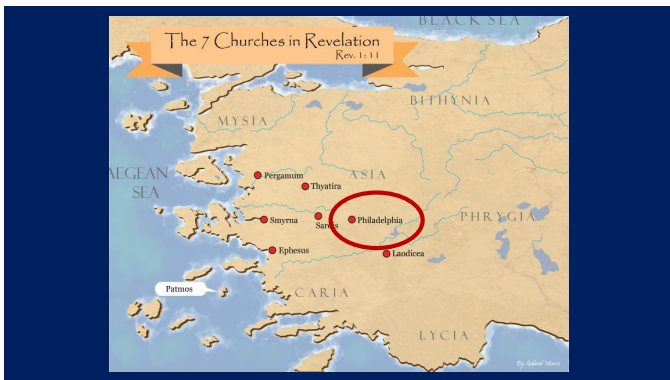 BLACK SEA
The 7 Churches in Revelation
Rev. 1:11
BITHYNIA
MYSIA
AEGEAN
SEA
ASIA
Pergamum
Thyatira
Smyrna
Sardis
Philadelphia
PHRYGIA
Ephesus
Laodicea
Patmos
CARIA
LYCIA
By: Gabriel Moore